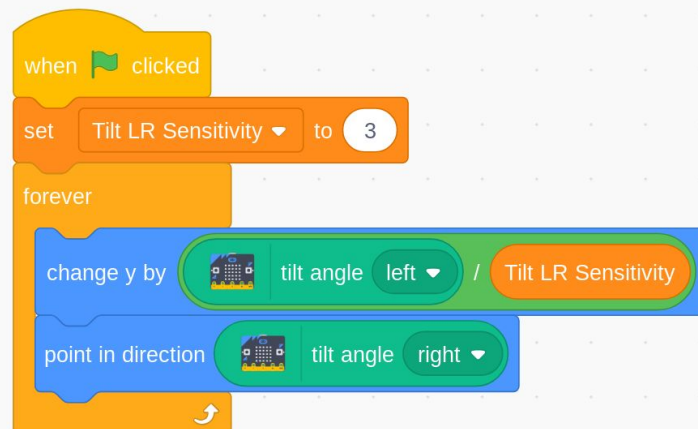 when clicked
set Tilt LR Sensitivity to 3
forever
change y by tilt angle left / Tilt LR Sensitivity
point in direction tilt angle right